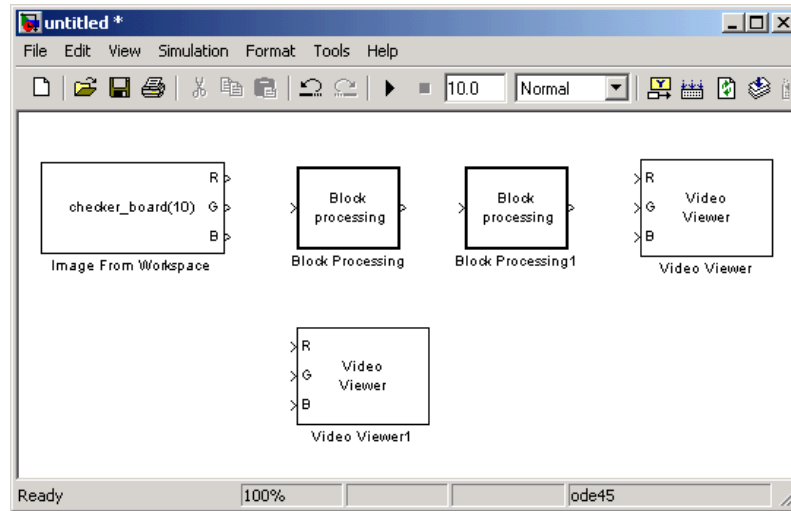 untitled *
File Edit View Simulation Format Tools Help
10.0 Normal
R
checker_board(10) G
B
Image From Workspace
Block
processing
Block Processing
Block
processing
Block Processing1
R
G Video
Viewer
B
Video Viewer
R
G Video
Viewer
B
Video Viewer1
Ready 100% ode45